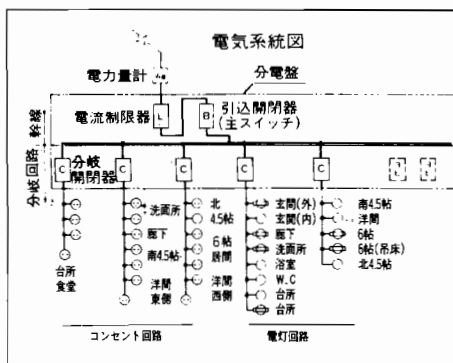 電気系統図
分電盤
電力量計
Wh
電流制限器
L
B
引込開閉器
(主スイッチ)
幹線
分岐回路
C
分岐
開閉器
C
C
C
C
L
L
台所
食堂
洗面所
廊下
南4.5帖
洋間
東側
北
4.5帖
6帖
居間
洋間
西側
玄関(外)
玄関(内)
廊下
洗面所
浴室
W.C
台所
台所
南4.5帖
洋間
6帖
6帖(吊床)
北4.5帖
コンセント回路
電灯回路